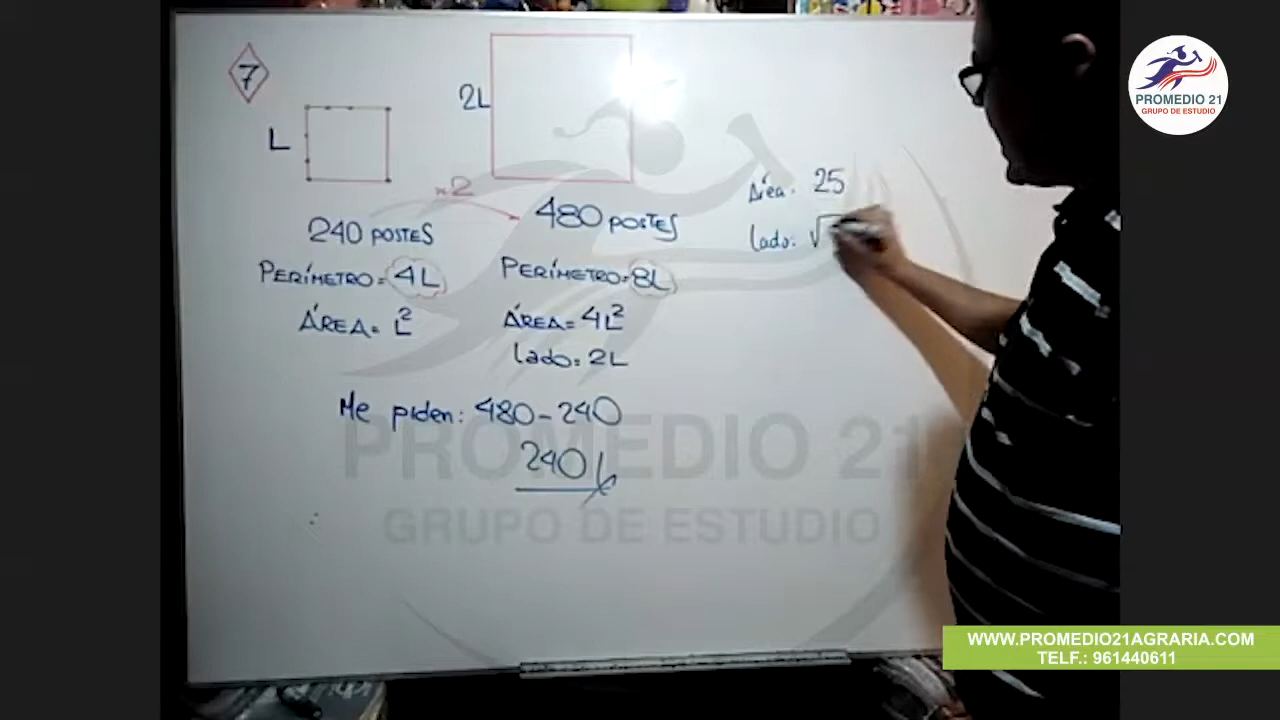 7
L
2L
×2
240 POSTES
480 POSTES
PERÍMETRO = 4L
PERÍMETRO = 8L
ÁREA = L²
ÁREA = 4L²
lado = 2L
Me piden: 480 - 240
240
Área: 25
lado: √
PROMEDIO 21
GRUPO DE ESTUDIO
PROMEDIO 21
GRUPO DE ESTUDIO
WWW.PROMEDIO21AGRARIA.COM
TELF.: 961440611